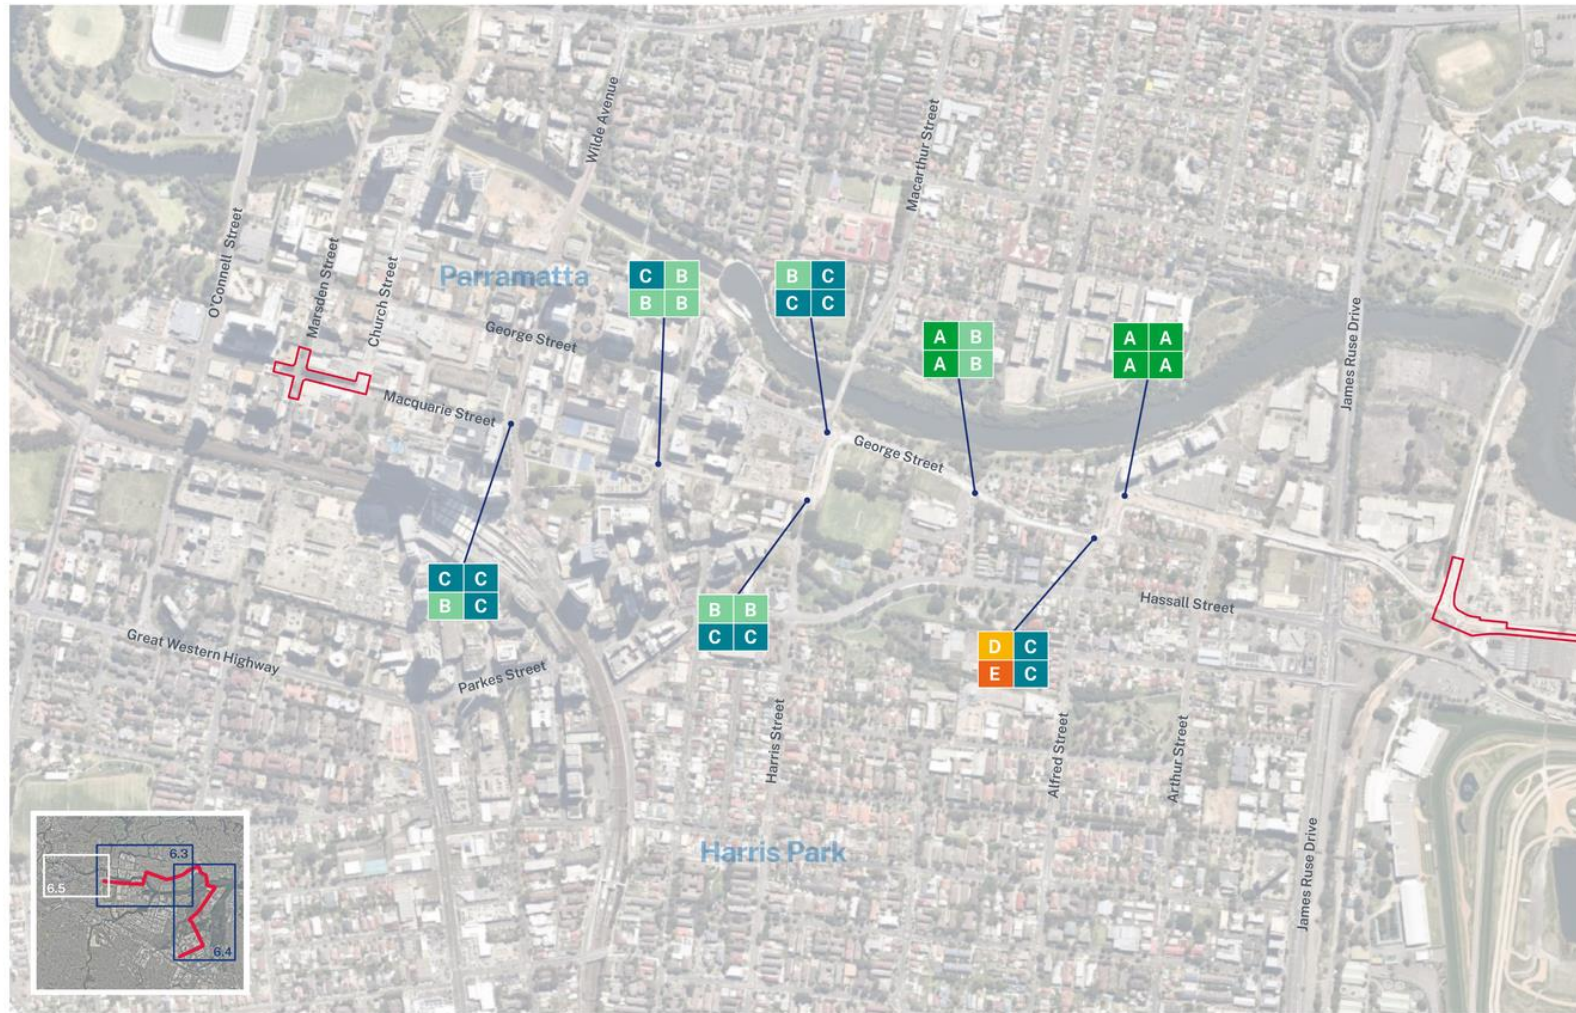 Wilde Avenue
Macarthur Street
O'Connell Street
Marsden Street
Church Street
Parramatta
C B
B B
B C
C C
George Street
A B
A B
A A
A A
James Ruse Drive
Macquarie Street
George Street
C C
B C
B B
C C
Hassall Street
D C
E C
Great Western Highway
Parkes Street
Harris Street
Alfred Street
Arthur Street
Harris Park
James Ruse Drive
6.3
6.5
6.4